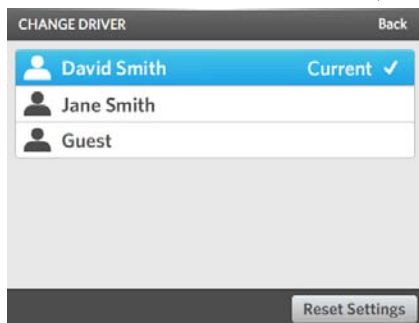 CHANGE DRIVER Back
David Smith Current ✓
Jane Smith
Guest
Reset Settings